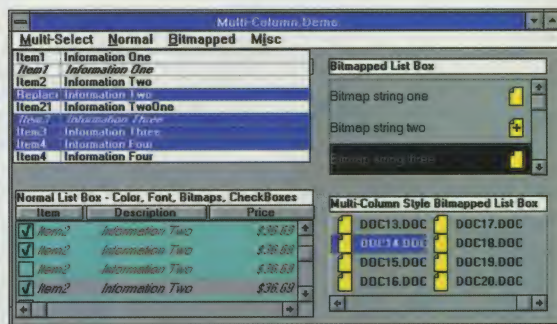 Multi-Column Demo
Multi-Select Normal Bitmapped Misc
Item1 Information One
Item1 Information One
Item2 Information Two
Replace Information Two
Item21 Information TwoOne
Item3 Information Three
Item3 Information Three
Item4 Information Four
Item4 Information Four
Bitmapped List Box
Bitmap string one
Bitmap string two
Bitmap string three
Normal List Box - Color, Font, Bitmaps, CheckBoxes
Item Description Price
Item2 Information Two $36.69
Item2 Information Two $36.69
Item2 Information Two $36.69
Item2 Information Two $36.69
Multi-Column Style Bitmapped List Box
DOC13.DOC DOC17.DOC
DOC14.DOC DOC18.DOC
DOC15.DOC DOC19.DOC
DOC16.DOC DOC20.DOC